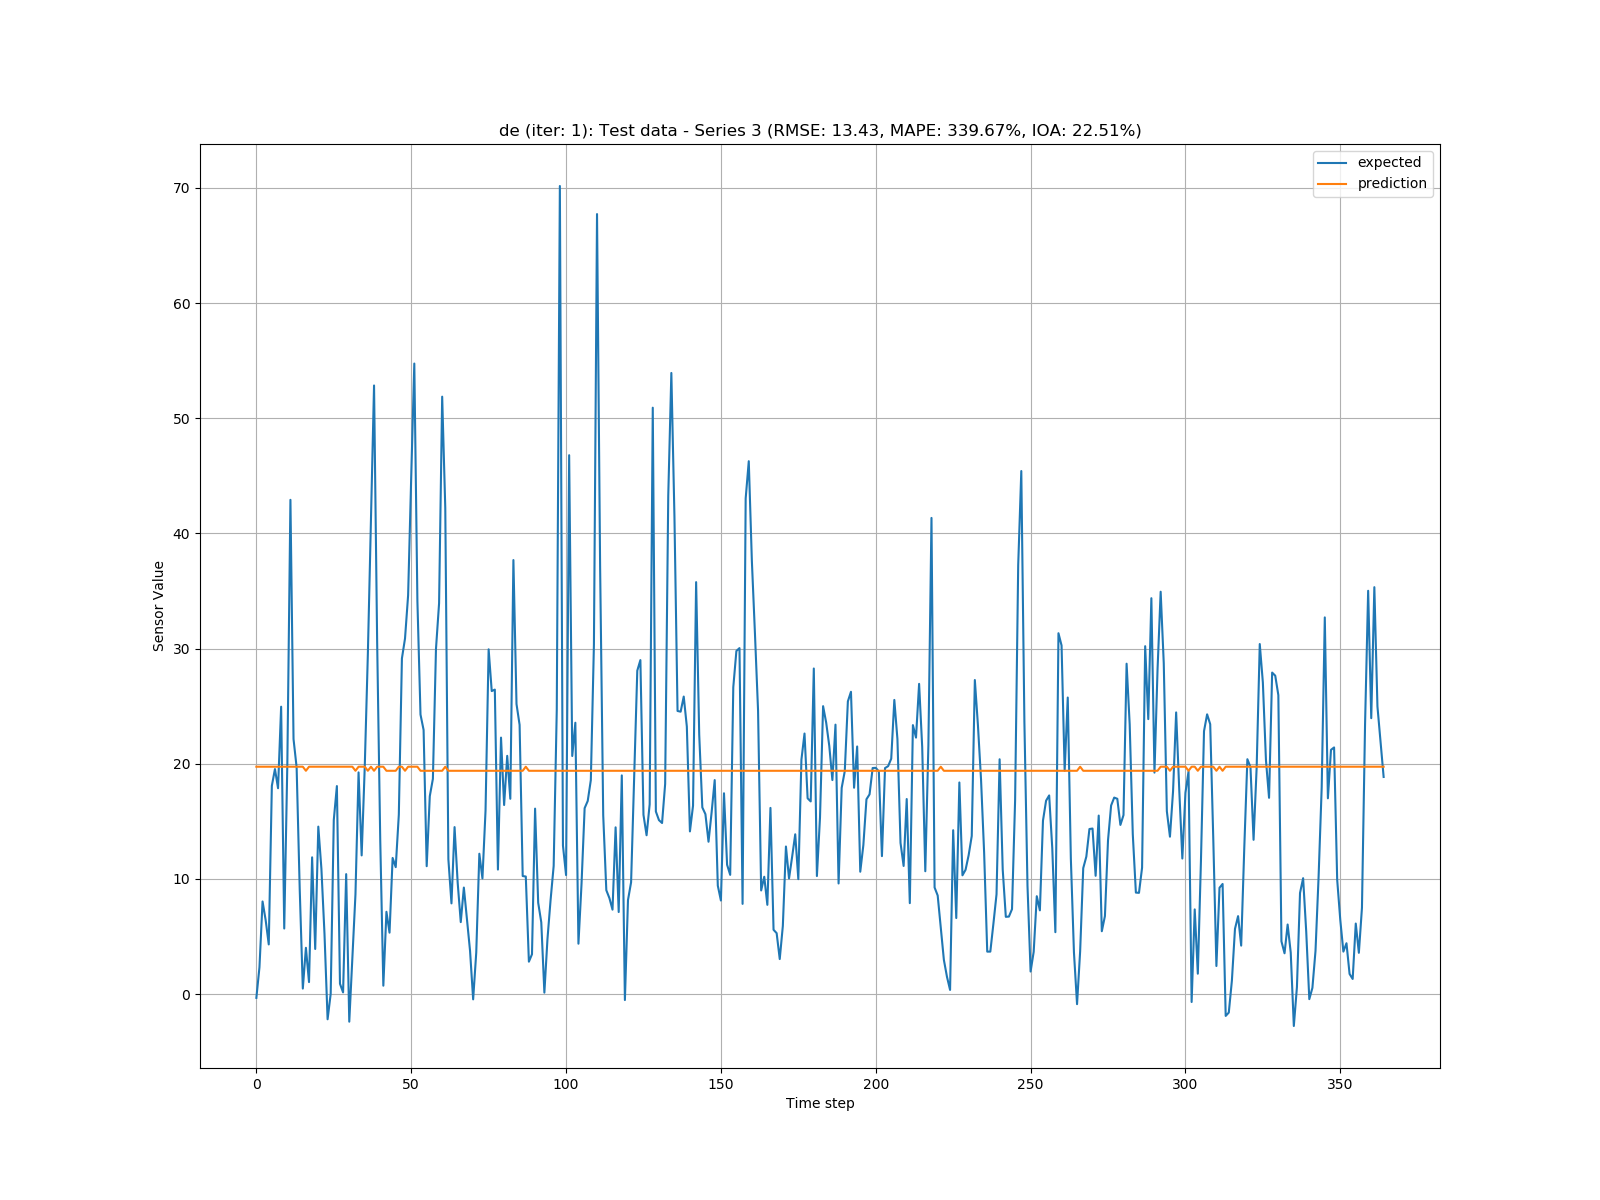 de (iter: 1): Test data - Series 3 (RMSE: 13.43, MAPE: 339.67%, IOA: 22.51%)
expected
prediction
70
60
50
40
30
20
10
0
Sensor Value
0 50 100 150 200 250 300 350
Time step